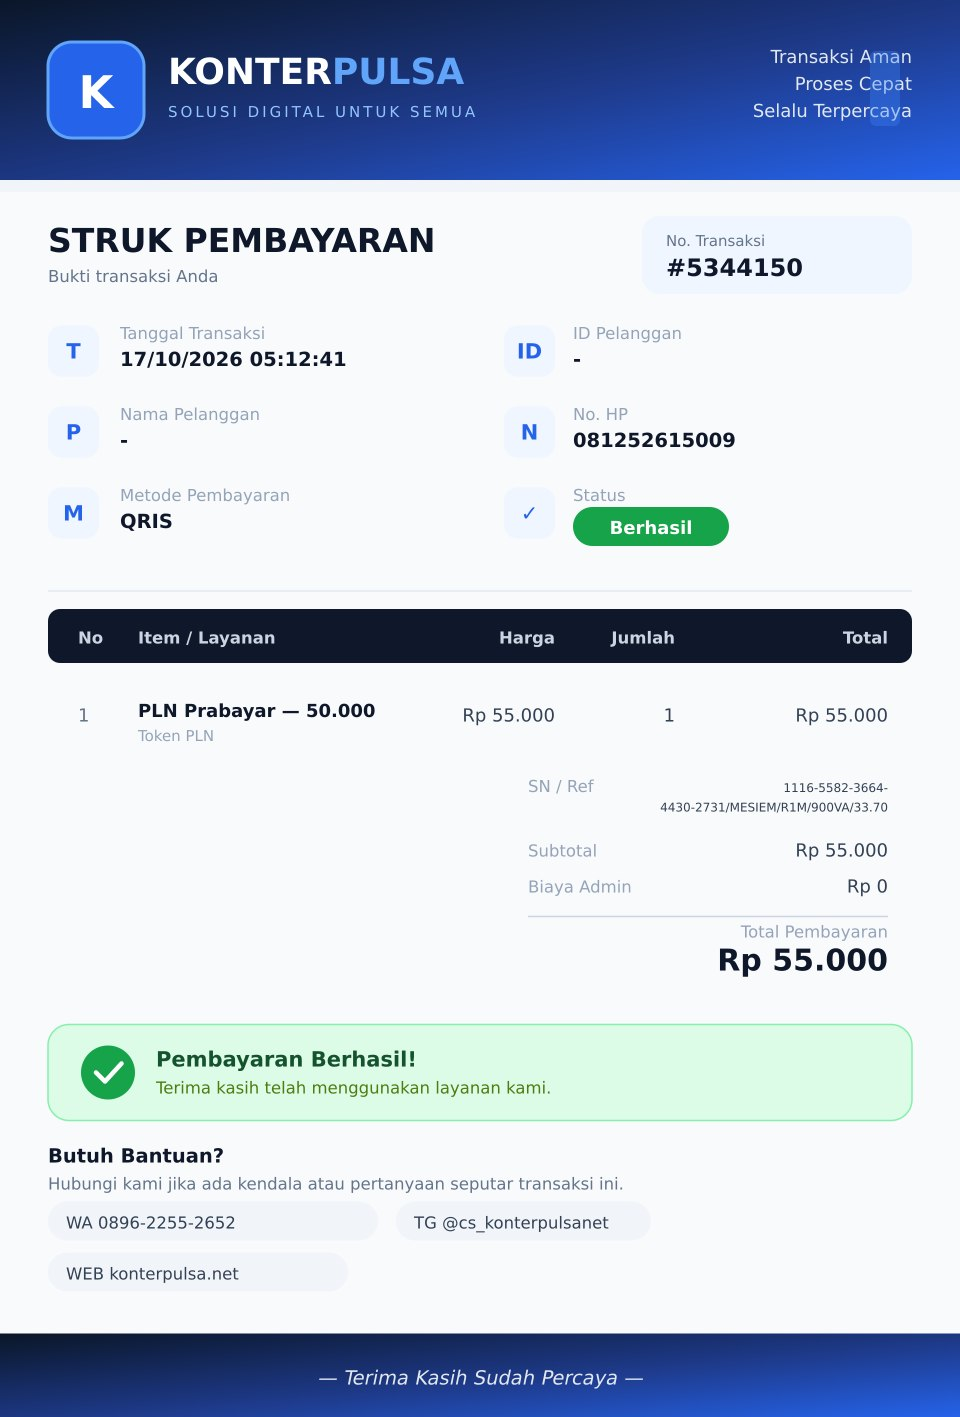 K
KONTERPULSA
SOLUSI DIGITAL UNTUK SEMUA
Transaksi Aman
Proses Cepat
Selalu Terpercaya
STRUK PEMBAYARAN
Bukti transaksi Anda
No. Transaksi
#5344150
T
Tanggal Transaksi
17/10/2026 05:12:41
ID
ID Pelanggan
-
P
Nama Pelanggan
-
N
No. HP
081252615009
M
Metode Pembayaran
QRIS
✓
Status
Berhasil
No Item / Layanan Harga Jumlah Total
1 PLN Prabayar — 50.000 Rp 55.000 1 Rp 55.000
Token PLN
SN / Ref 1116-5582-3664-
4430-2731/MESIEM/R1M/900VA/33.70
Subtotal Rp 55.000
Biaya Admin Rp 0
Total Pembayaran
Rp 55.000
Pembayaran Berhasil!
Terima kasih telah menggunakan layanan kami.
Butuh Bantuan?
Hubungi kami jika ada kendala atau pertanyaan seputar transaksi ini.
WA 0896-2255-2652
TG @cs_konterpulsanet
WEB konterpulsa.net
— Terima Kasih Sudah Percaya —